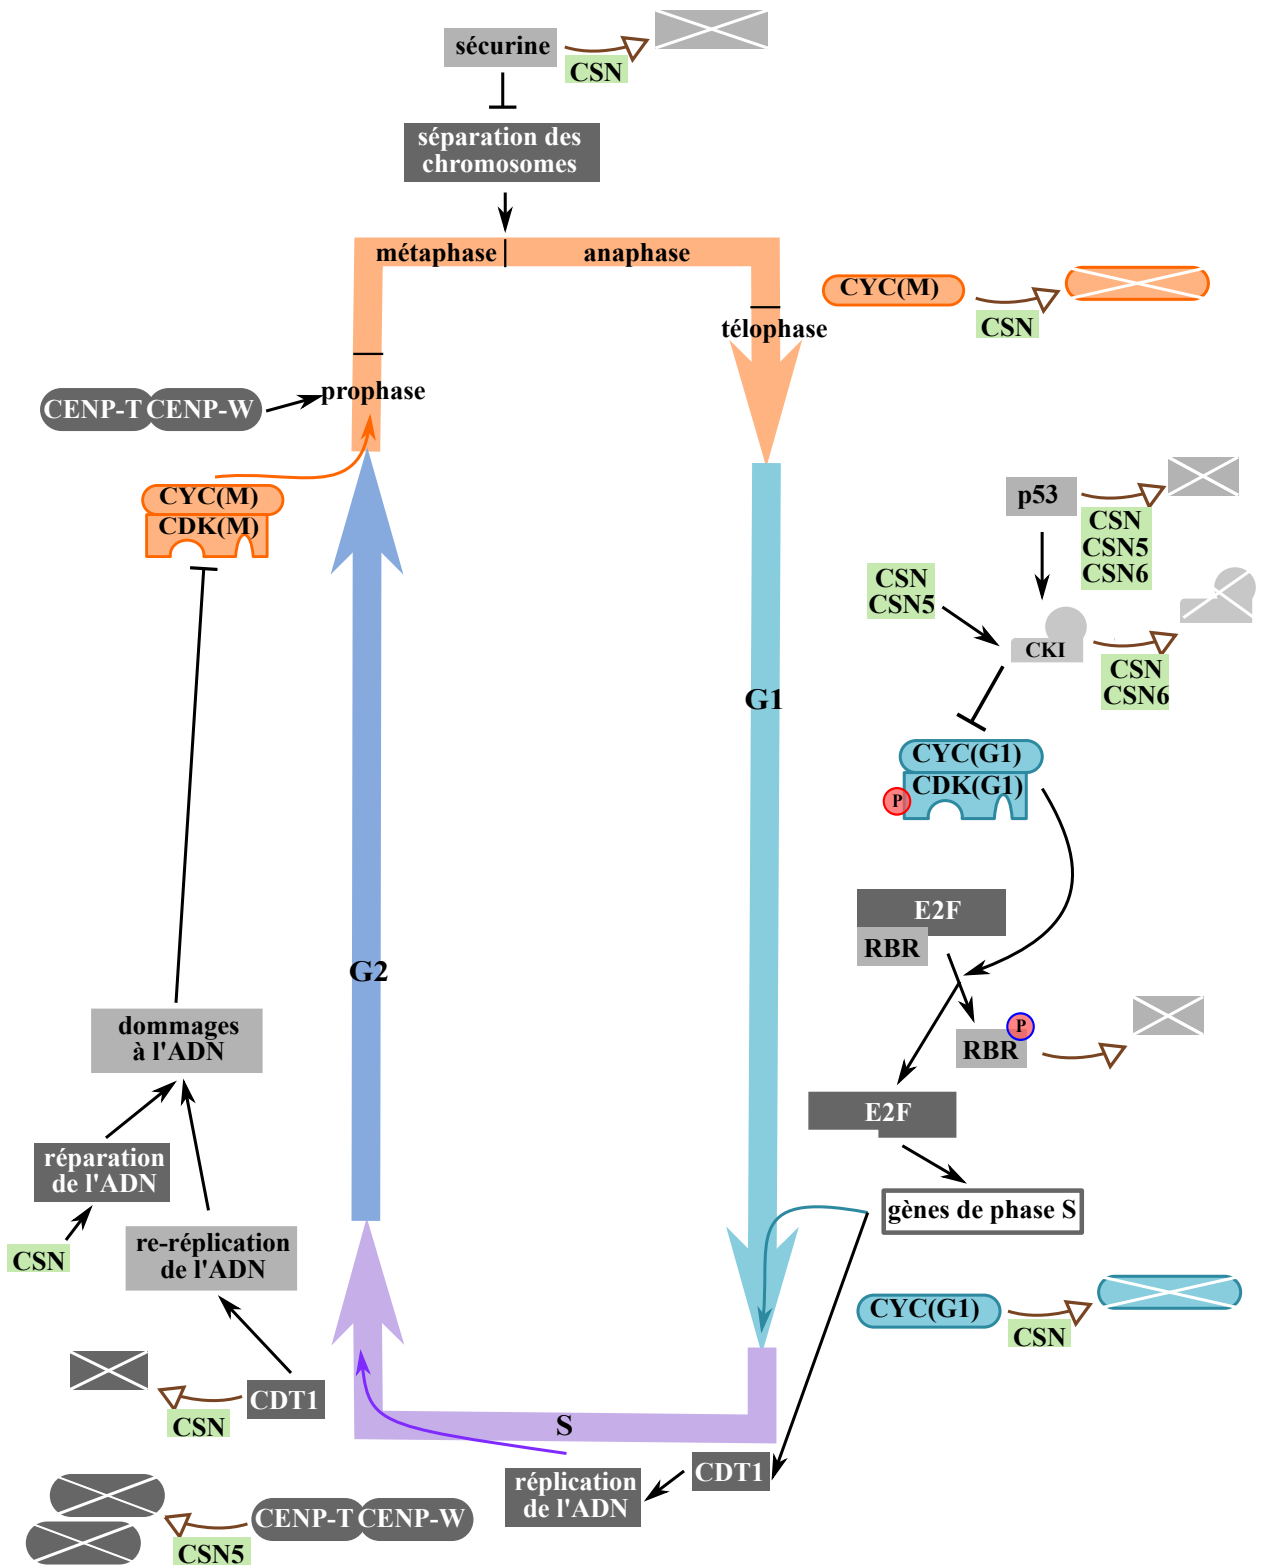 sécurine
CSN
séparation des
chromosomes
métaphase
anaphase
télophase
prophase
CYC(M)
CSN
CENP-T
CENP-W
CYC(M)
CDK(M)
p53
CSN
CSN5
CSN6
CSN
CSN5
CKI
CSN
CSN6
G1
CYC(G1)
CDK(G1)
P
E2F
RBR
G2
P
RBR
dommages
à l'ADN
E2F
réparation
de l'ADN
gènes de phase S
CSN
re-réplication
de l'ADN
CYC(G1)
CSN
CDT1
CSN
S
CDT1
réplication
de l'ADN
CENP-T
CENP-W
CSN5